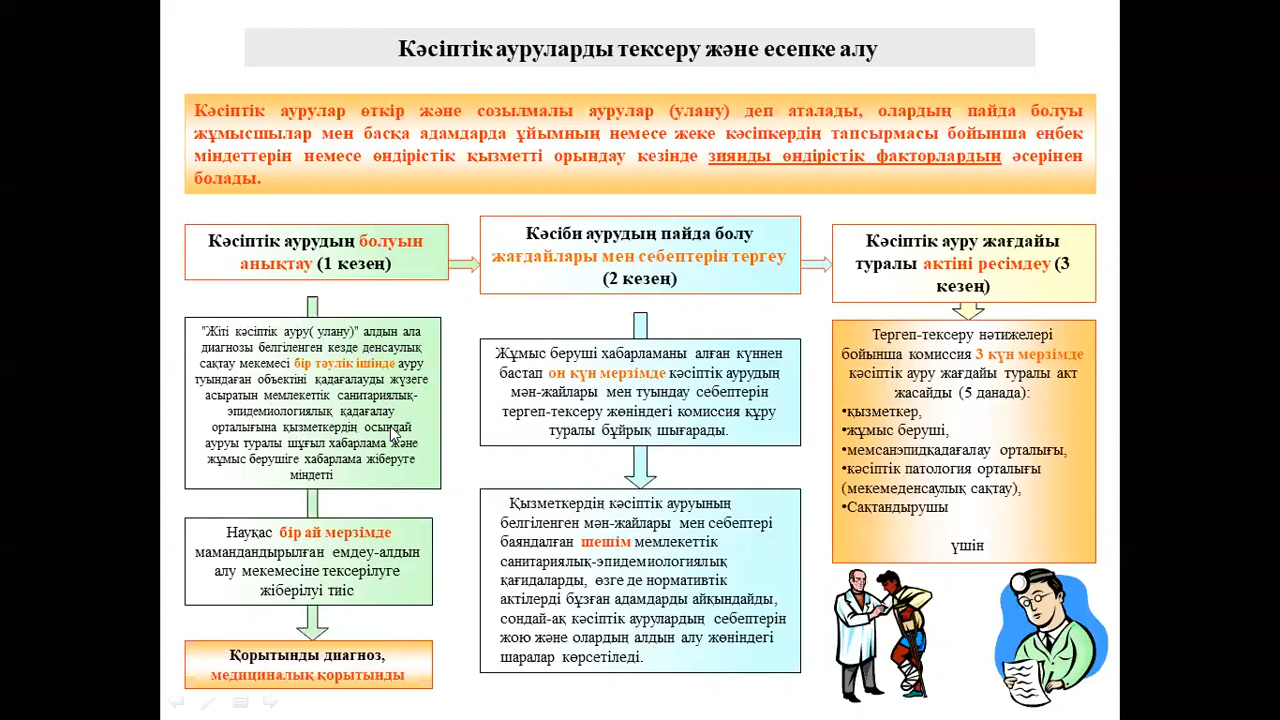 Кәсіптік ауруларды тексеру және есепке алу
Кәсіптік аурулар өткір және созылмалы аурулар (улану) деп аталады, олардың пайда болуы
жұмысшылар мен басқа адамдарда ұйымның немесе жеке кәсіпкердің тапсырмасы бойынша еңбек
міндеттерін немесе өндірістік қызметті орындау кезінде зиянды өндірістік факторлардың әсерінен
болады.
Кәсіптік аурудың болуын
анықтау (1 кезең)
"Жіті кәсіптік ауру( улану)" алдын ала
диагнозы белгіленген кезде денсаулық
сақтау мекемесі бір тәулік ішінде ауру
туындаған объектіні қадағалауды жүзеге
асыратын мемлекеттік санитариялық-
эпидемиологиялық қадағалау
орталығына қызметкердің осындай
ауруы туралы шұғыл хабарлама және
жұмыс берушіге хабарлама жіберуге
міндетті
Науқас бір ай мерзімде
мамандандырылған емдеу-алдын
алу мекемесіне тексерілуге
жіберілуі тиіс
Қорытынды диагноз,
медициналық қорытынды
Кәсіби аурудың пайда болу
жағдайлары мен себептерін тергеу
(2 кезең)
Жұмыс беруші хабарламаны алған күннен
бастап он күн мерзімде кәсіптік аурудың
мән-жайлары мен туындау себептерін
тергеп-тексеру жөніндегі комиссия құру
туралы бұйрық шығарады.
Қызметкердің кәсіптік ауруының
белгіленген мән-жайлары мен себептері
баяндалған шешім мемлекеттік
санитариялық-эпидемиологиялық
қағидаларды, өзге де нормативтік
актілерді бұзған адамдарды айқындайды,
сондай-ақ кәсіптік аурулардың себептерін
жою және олардың алдын алу жөніндегі
шаралар көрсетіледі.
Кәсіптік ауру жағдайы
туралы актіні ресімдеу (3
кезең)
Тергеп-тексеру нәтижелері
бойынша комиссия 3 күн мерзімде
кәсіптік ауру жағдайы туралы акт
жасайды (5 данада):
•қызметкер,
•жұмыс беруші,
•мемсанэпидқадағалау орталығы,
•кәсіптік патология орталығы
(мекемеденсаулық сақтау),
•Сақтандырушы
үшін